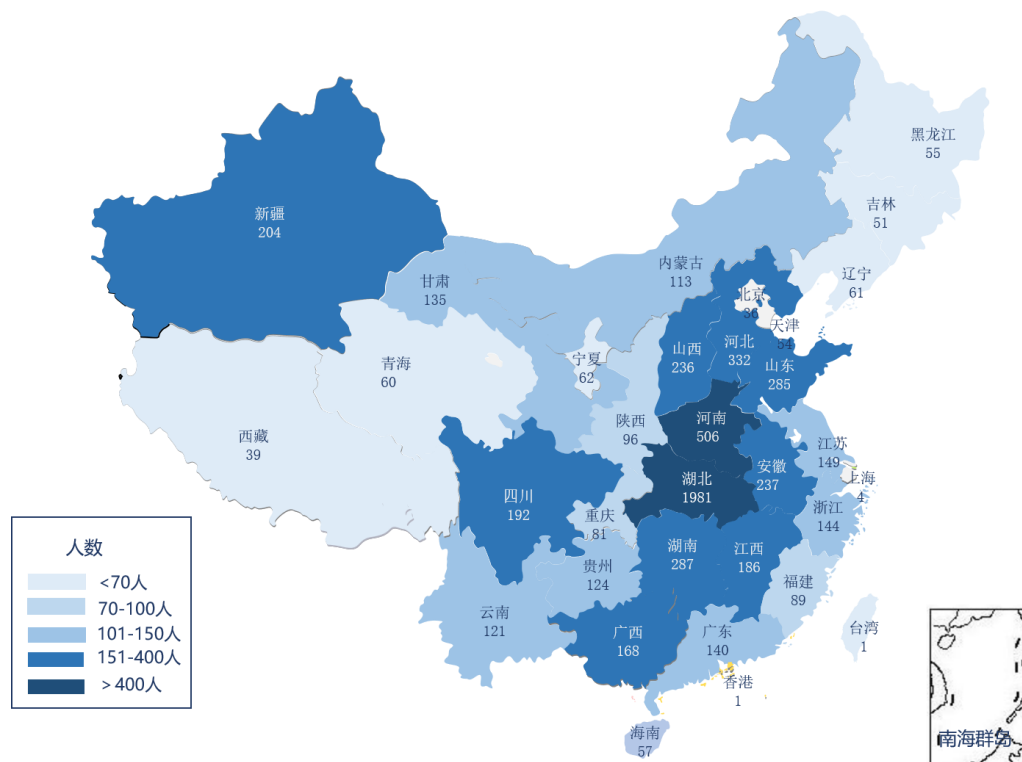 黑龙江
55
吉林
51
新疆
204
辽宁
61
内蒙古
113
甘肃
135
北京
36
天津
34
河北
332
山西
236
山东
285
宁夏
62
青海
60
陕西
96
河南
506
西藏
39
江苏
149
安徽
237
上海
4
湖北
1981
四川
192
浙江
144
重庆
81
湖南
287
江西
186
贵州
124
福建
89
云南
121
广西
168
广东
140
台湾
1
香港
1
海南
57
人数
<70人
70-100人
101-150人
151-400人
>400人
南海群岛